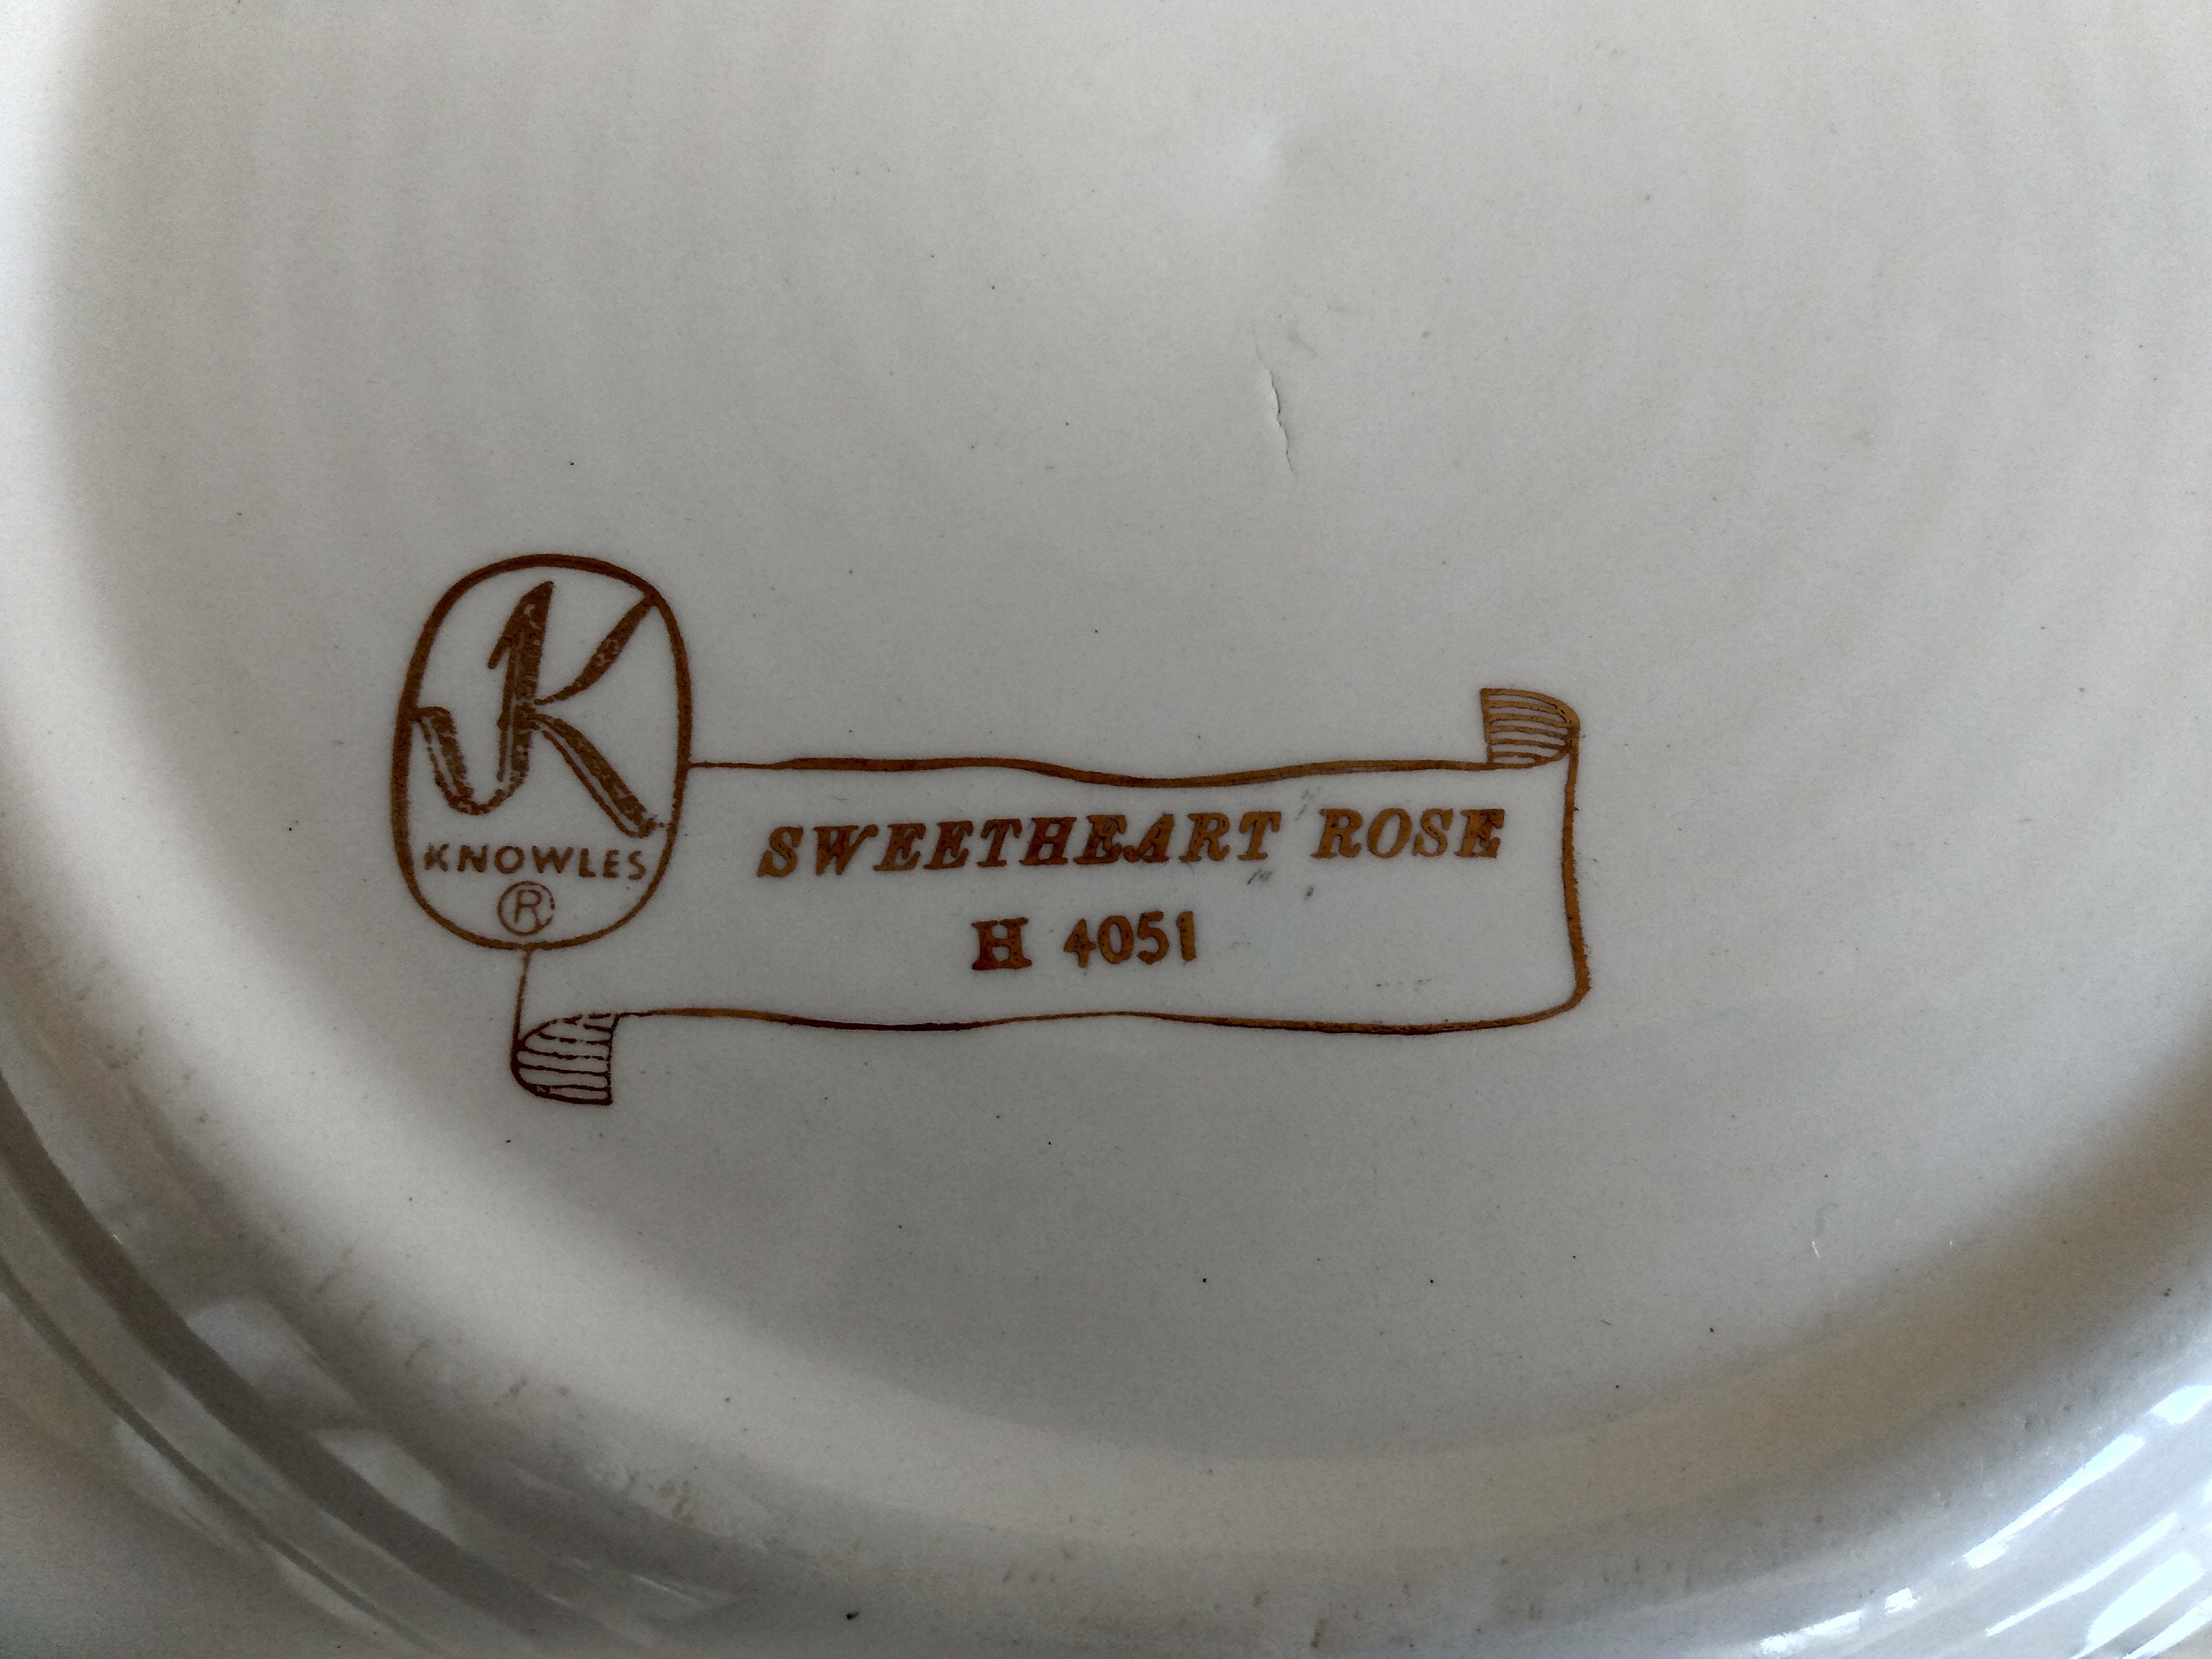 K
KNOWLES
®
SWEETHEART ROSE
H 4051